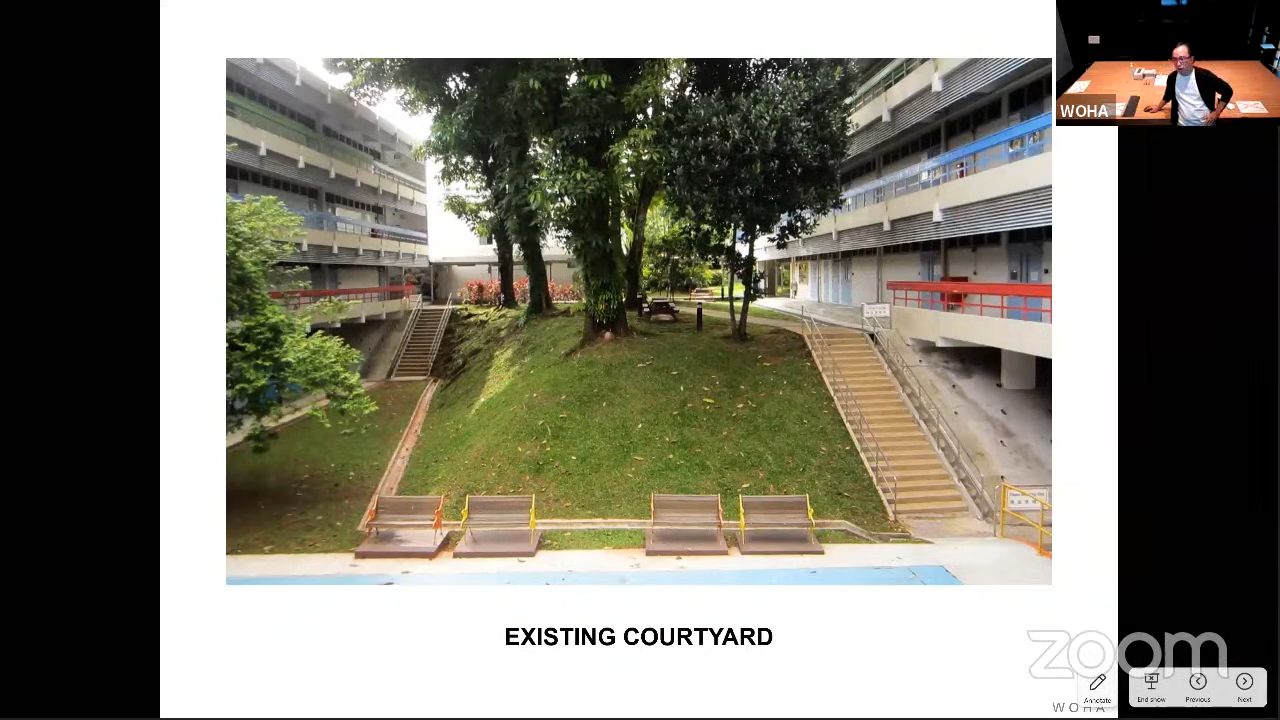 WOHA
EXISTING COURTYARD
zoom
Annotate
End show
Previous
Next
WOHA